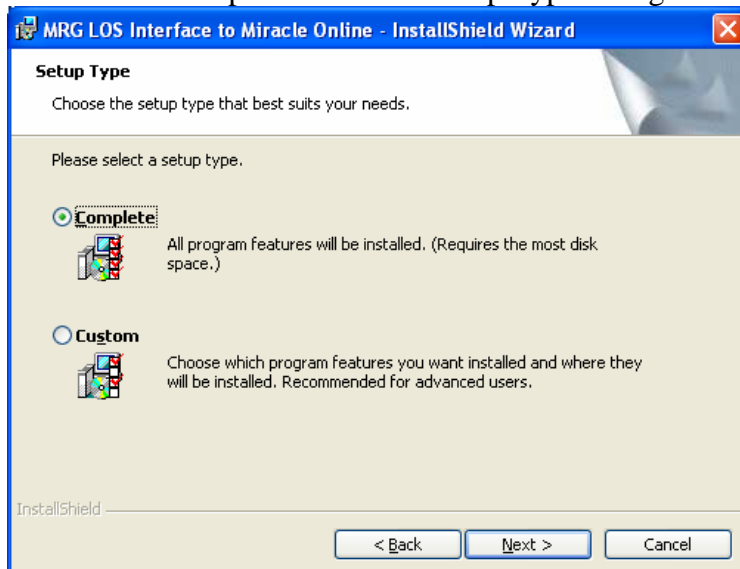 MRG LOS Interface to Miracle Online - InstallShield Wizard
Setup Type
Choose the setup type that best suits your needs.
Please select a setup type.
Complete
All program features will be installed. (Requires the most disk
space.)
Custom
Choose which program features you want installed and where they
will be installed. Recommended for advanced users.
InstallShield
< Back Next > Cancel